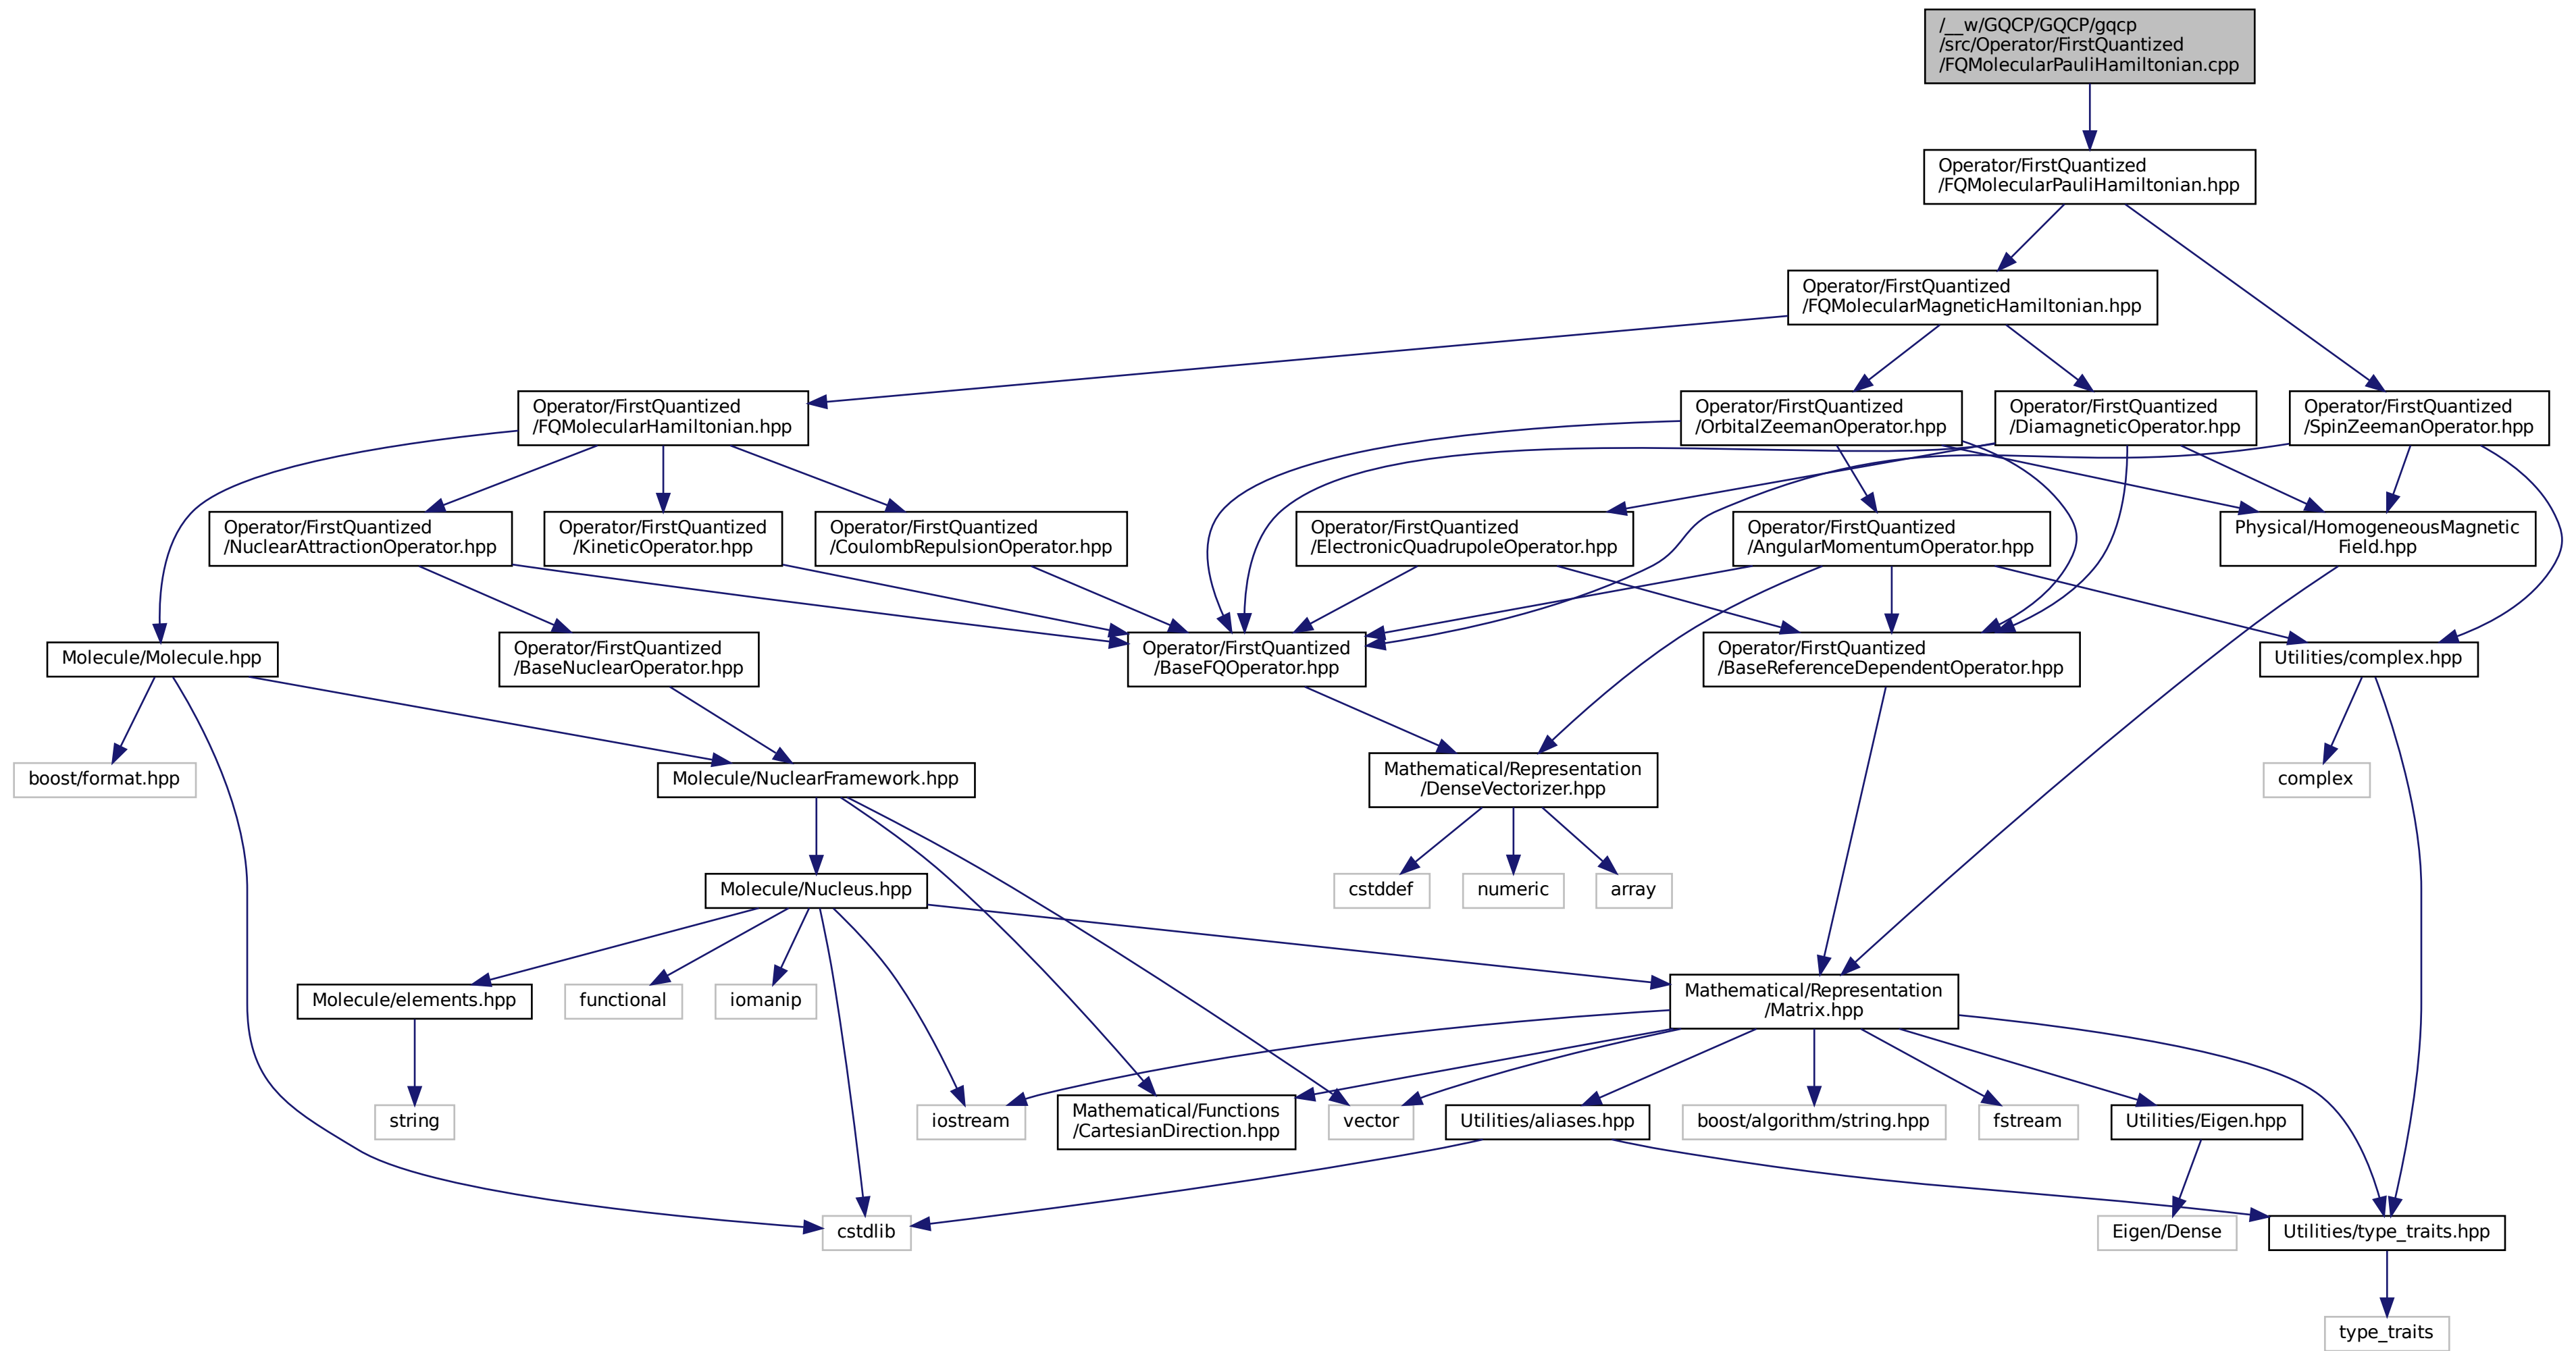 /__w/GQCP/GQCP/gqcp
/src/Operator/FirstQuantized
/FQMolecularPauliHamiltonian.cpp
Operator/FirstQuantized
/FQMolecularPauliHamiltonian.hpp
Operator/FirstQuantized
/FQMolecularMagneticHamiltonian.hpp
Operator/FirstQuantized
/FQMolecularHamiltonian.hpp
Operator/FirstQuantized
/OrbitalZeemanOperator.hpp
Operator/FirstQuantized
/DiamagneticOperator.hpp
Operator/FirstQuantized
/SpinZeemanOperator.hpp
Operator/FirstQuantized
/NuclearAttractionOperator.hpp
Operator/FirstQuantized
/KineticOperator.hpp
Operator/FirstQuantized
/CoulombRepulsionOperator.hpp
Operator/FirstQuantized
/ElectronicQuadrupoleOperator.hpp
Operator/FirstQuantized
/AngularMomentumOperator.hpp
Physical/HomogeneousMagnetic
Field.hpp
Molecule/Molecule.hpp
Operator/FirstQuantized
/BaseNuclearOperator.hpp
Operator/FirstQuantized
/BaseFQOperator.hpp
Operator/FirstQuantized
/BaseReferenceDependentOperator.hpp
Utilities/complex.hpp
boost/format.hpp
Molecule/NuclearFramework.hpp
Mathematical/Representation
/DenseVectorizer.hpp
complex
Molecule/Nucleus.hpp
cstddef
numeric
array
Molecule/elements.hpp
functional
iomanip
Mathematical/Representation
/Matrix.hpp
string
iostream
Mathematical/Functions
/CartesianDirection.hpp
vector
Utilities/aliases.hpp
boost/algorithm/string.hpp
fstream
Utilities/Eigen.hpp
cstdlib
Eigen/Dense
Utilities/type_traits.hpp
type_traits